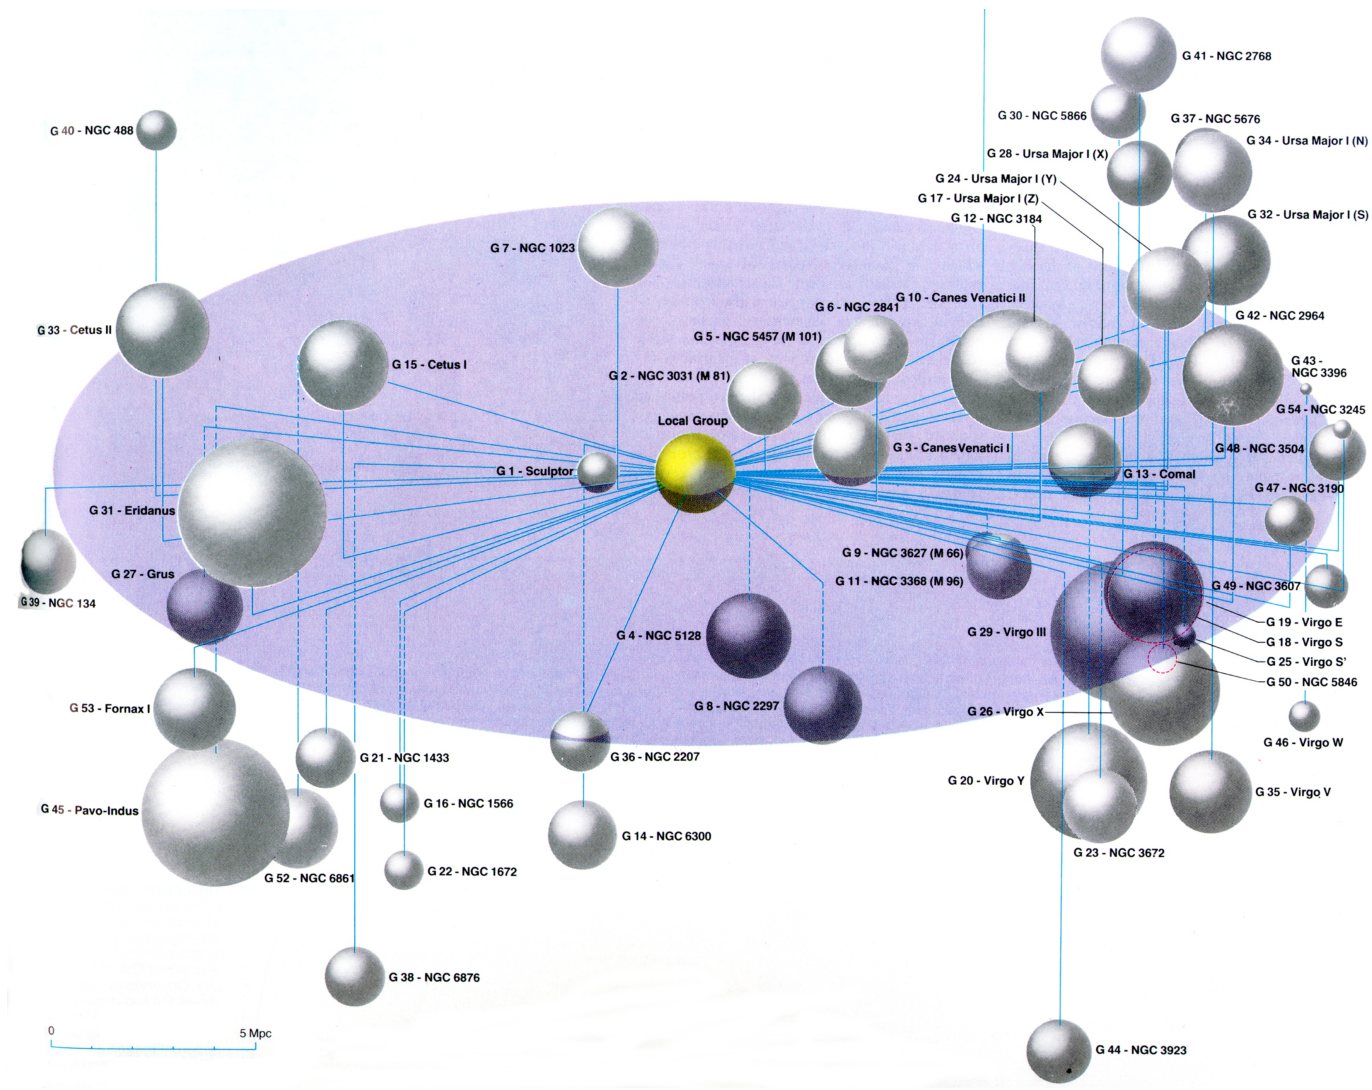 G 41 - NGC 2768
G 30 - NGC 5866
G 37 - NGC 5676
G 40 - NGC 488
G 34 - Ursa Major I (N)
G 28 - Ursa Major I (X)
G 24 - Ursa Major I (Y)
G 17 - Ursa Major I (Z)
G 32 - Ursa Major I (S)
G 12 - NGC 3184
G 7 - NGC 1023
G 10 - Canes Venatici II
G 6 - NGC 2841
G 42 - NGC 2964
G 33 - Cetus II
G 5 - NGC 5457 (M 101)
G 15 - Cetus I
G 43 -
NGC 3396
G 2 - NGC 3031 (M 81)
G 54 - NGC 3245
Local Group
G 3 - Canes Venatici I
G 48 - NGC 3504
G 1 - Sculptor
G 13 - Comal
G 47 - NGC 3190
G 31 - Eridanus
G 9 - NGC 3627 (M 66)
G 27 - Grus
G 11 - NGC 3368 (M 96)
G 49 - NGC 3607
G 39 - NGC 134
G 19 - Virgo E
G 4 - NGC 5128
G 29 - Virgo III
G 18 - Virgo S
G 25 - Virgo S'
G 50 - NGC 5846
G 53 - Fornax I
G 8 - NGC 2297
G 26 - Virgo X
G 46 - Virgo W
G 21 - NGC 1433
G 36 - NGC 2207
G 20 - Virgo Y
G 35 - Virgo V
G 45 - Pavo-Indus
G 16 - NGC 1566
G 14 - NGC 6300
G 23 - NGC 3672
G 52 - NGC 6861
G 22 - NGC 1672
G 38 - NGC 6876
0
5 Mpc
G 44 - NGC 3923